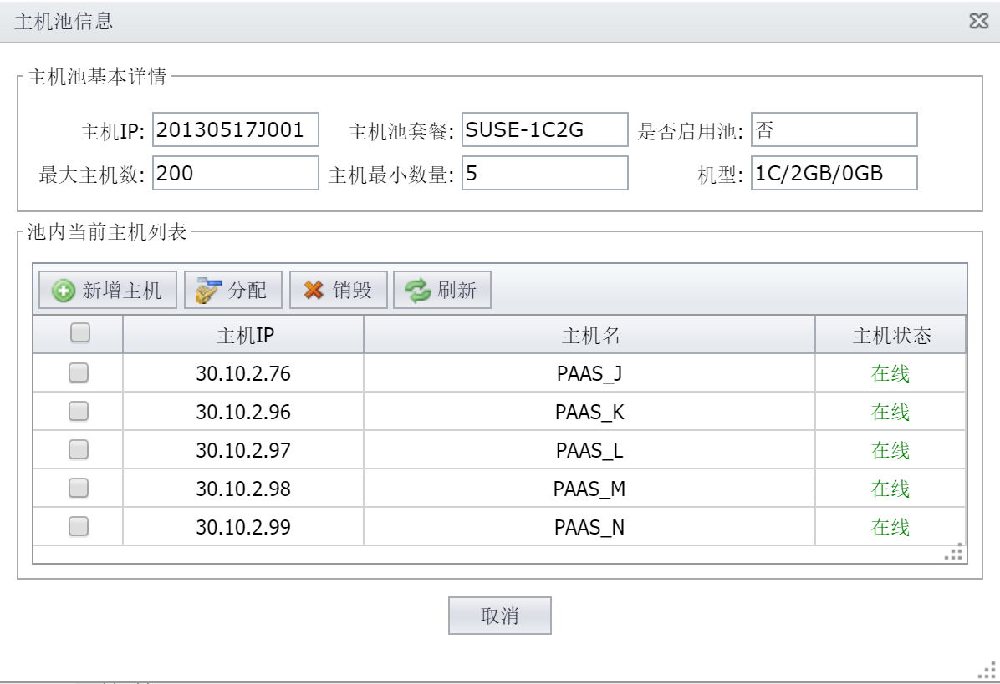 主机池信息
主机池基本详情
主机IP: 20130517J001 主机池套餐: SUSE-1C2G 是否启用池: 否
最大主机数: 200 主机最小数量: 5 机型: 1C/2GB/0GB
池内当前主机列表
新增主机 分配 销毁 刷新
主机IP 主机名 主机状态
30.10.2.76 PAAS_J 在线
30.10.2.96 PAAS_K 在线
30.10.2.97 PAAS_L 在线
30.10.2.98 PAAS_M 在线
30.10.2.99 PAAS_N 在线
取消